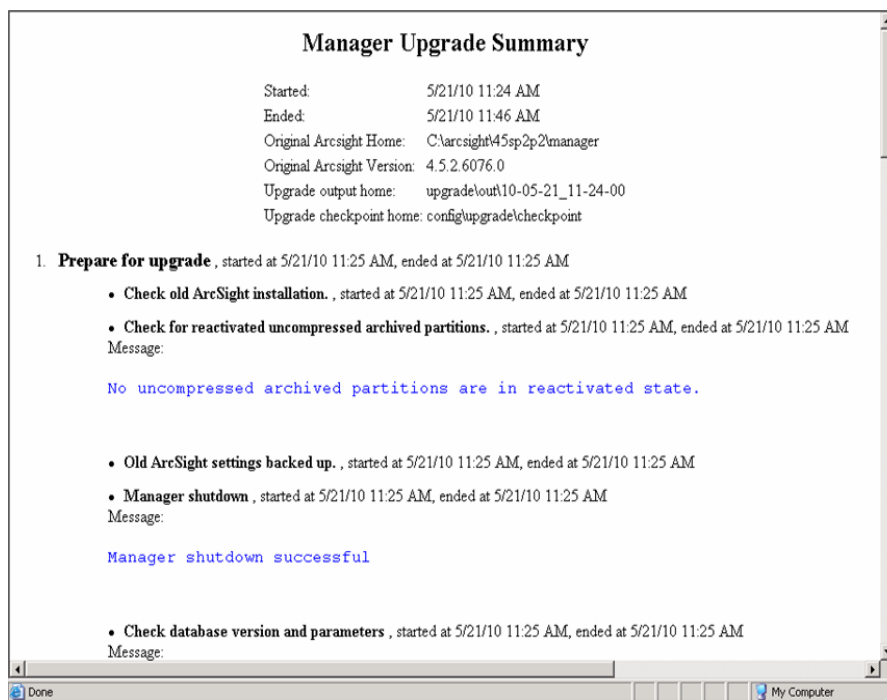 Manager Upgrade Summary
Started: 5/21/10 11:24 AM
Ended: 5/21/10 11:46 AM
Original Arcsight Home: C:\arcsight\45sp2p2\manager
Original Arcsight Version: 4.5.2.6076.0
Upgrade output home: upgrade\out\10-05-21_11-24-00
Upgrade checkpoint home: config\upgrade\checkpoint
1. Prepare for upgrade , started at 5/21/10 11:25 AM, ended at 5/21/10 11:25 AM
• Check old ArcSight installation. , started at 5/21/10 11:25 AM, ended at 5/21/10 11:25 AM
• Check for reactivated uncompressed archived partitions. , started at 5/21/10 11:25 AM, ended at 5/21/10 11:25 AM
Message:
No uncompressed archived partitions are in reactivated state.
• Old ArcSight settings backed up. , started at 5/21/10 11:25 AM, ended at 5/21/10 11:25 AM
• Manager shutdown , started at 5/21/10 11:25 AM, ended at 5/21/10 11:25 AM
Message:
Manager shutdown successful
• Check database version and parameters , started at 5/21/10 11:25 AM, ended at 5/21/10 11:25 AM
Message:
Done My Computer